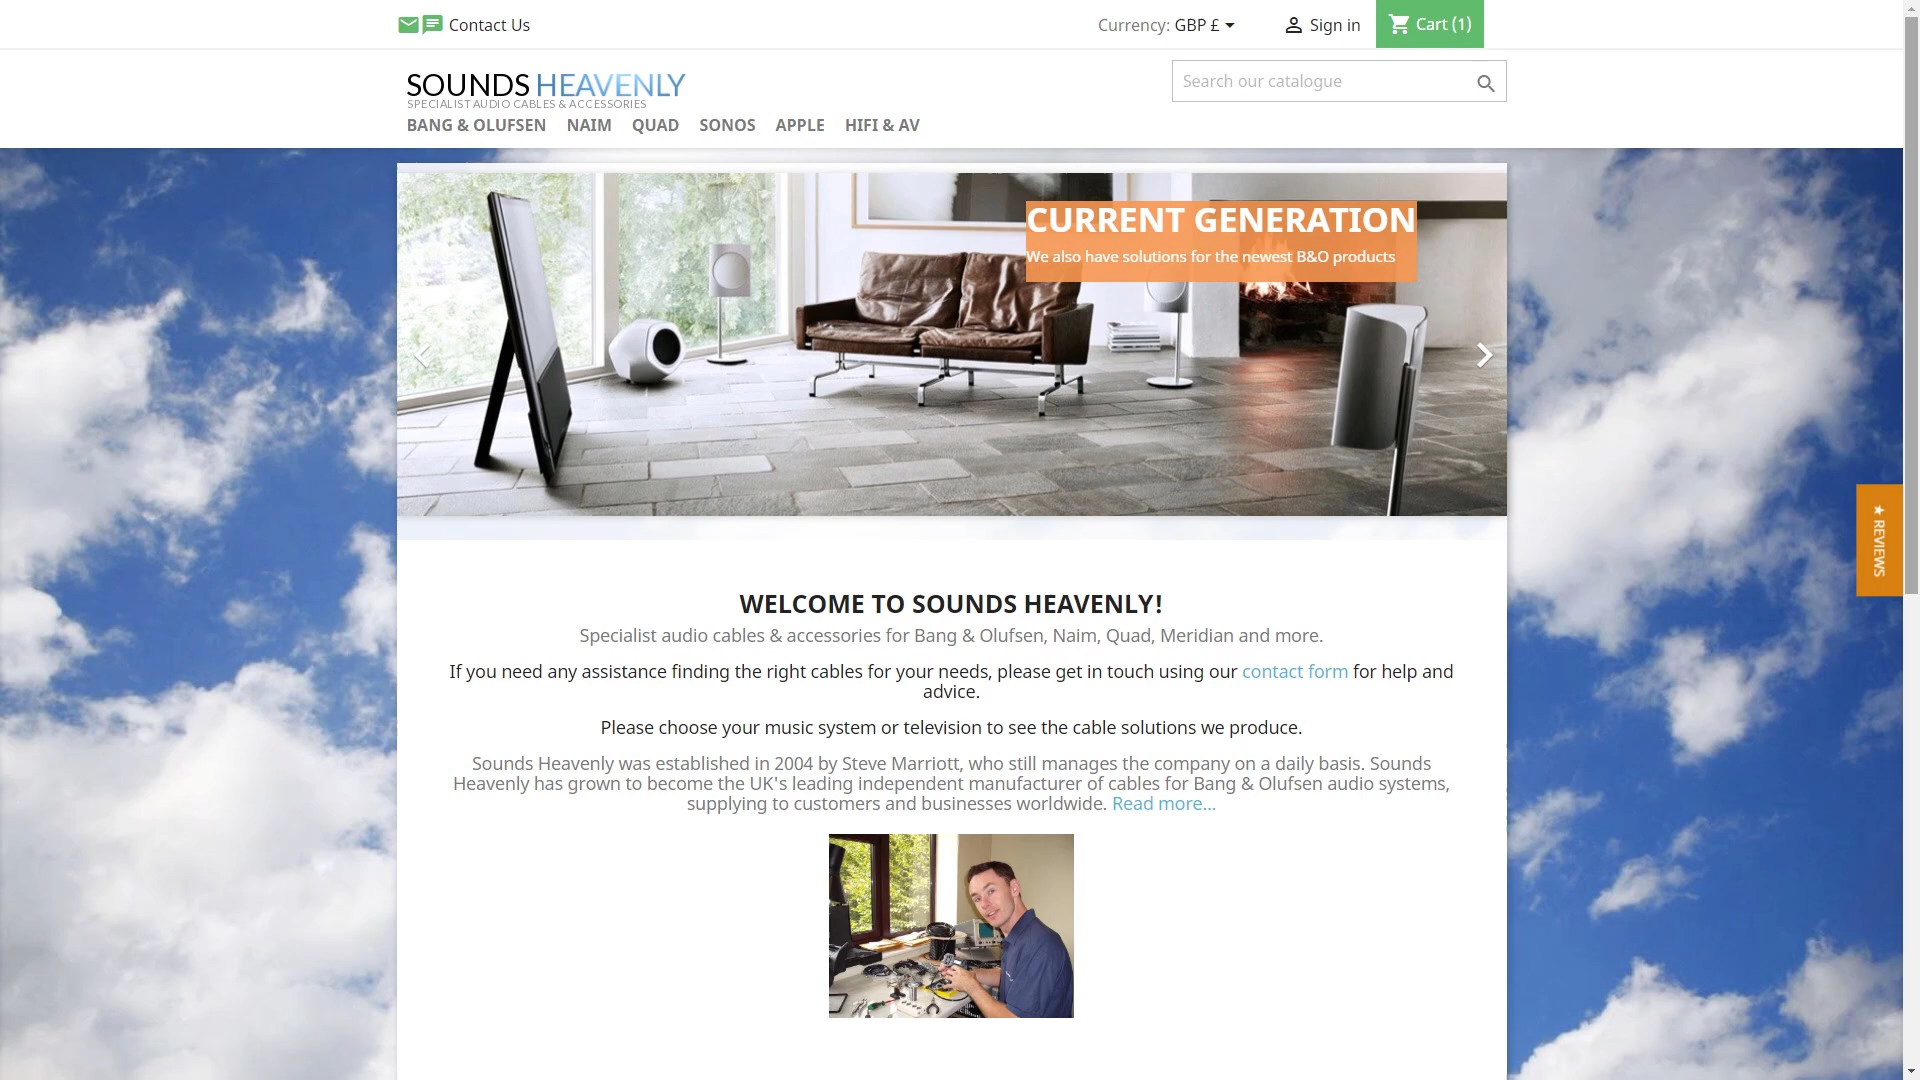 Contact Us
Currency: GBP £
Sign in
Cart (1)
SOUNDS HEAVENLY
SPECIALIST AUDIO CABLES & ACCESSORIES
Search our catalogue
BANG & OLUFSEN NAIM QUAD SONOS APPLE HIFI & AV
CURRENT GENERATION
We also have solutions for the newest B&O products
★ REVIEWS
WELCOME TO SOUNDS HEAVENLY!
Specialist audio cables & accessories for Bang & Olufsen, Naim, Quad, Meridian and more.
If you need any assistance finding the right cables for your needs, please get in touch using our contact form for help and
advice.
Please choose your music system or television to see the cable solutions we produce.
Sounds Heavenly was established in 2004 by Steve Marriott, who still manages the company on a daily basis. Sounds
Heavenly has grown to become the UK's leading independent manufacturer of cables for Bang & Olufsen audio systems,
supplying to customers and businesses worldwide. Read more...